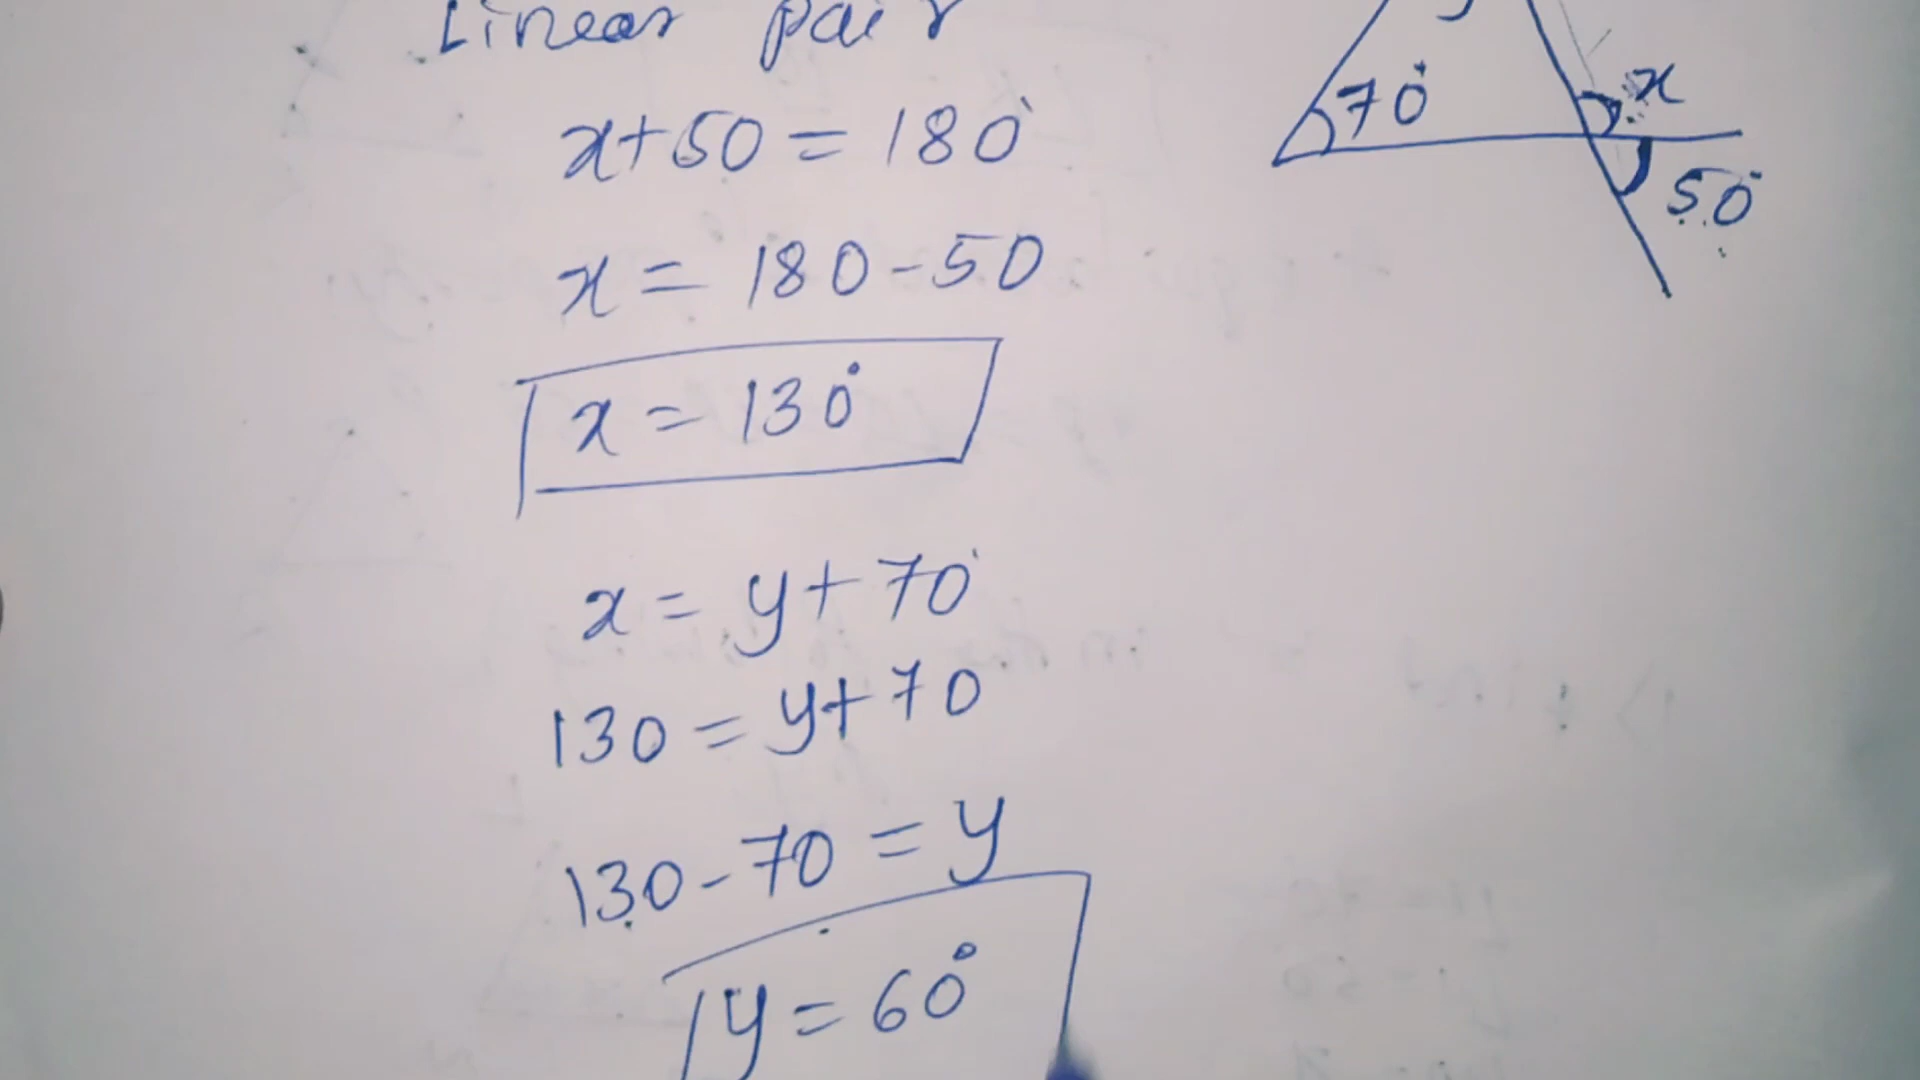 Linear pair
x+50 = 180°
x = 180-50
x = 130°
x = y+70°
130 = y+70
130-70 = y
y = 60°
y
70°
x
50°